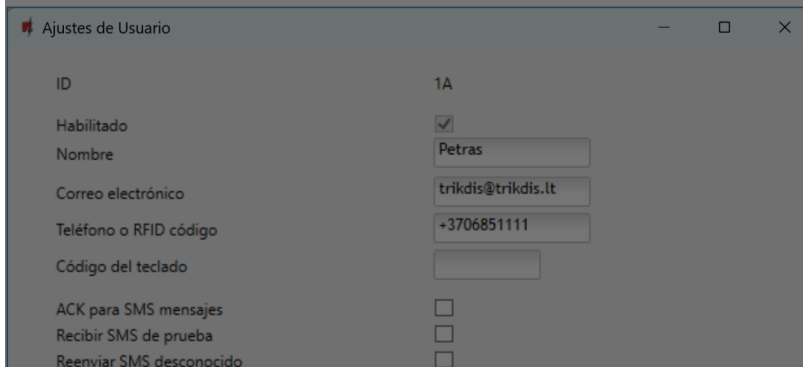 Ajustes de Usuario
ID 1A
Habilitado
Nombre Petras
Correo electrónico trikdis@trikdis.lt
Teléfono o RFID código +3706851111
Código del teclado
ACK para SMS mensajes
Recibir SMS de prueba
Reenviar SMS desconocido